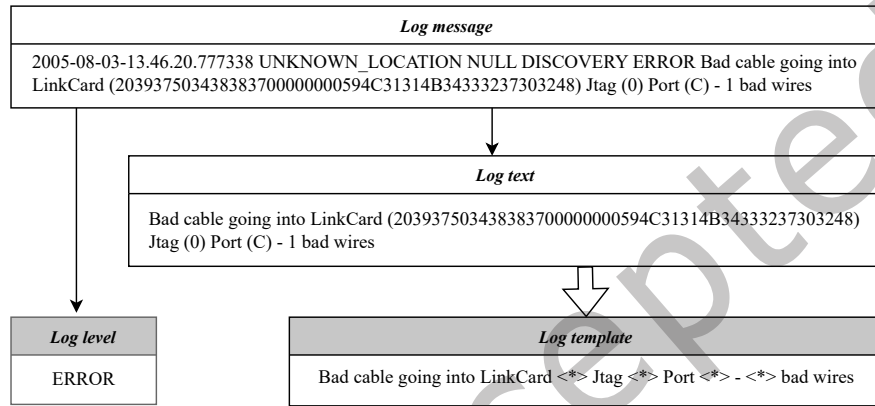 Log message
2005-08-03-13.46.20.777338 UNKNOWN_LOCATION NULL DISCOVERY ERROR Bad cable going into
LinkCard (203937503438383700000000594C31314B34333237303248) Jtag (0) Port (C) - 1 bad wires
Log text
Bad cable going into LinkCard (203937503438383700000000594C31314B34333237303248)
Jtag (0) Port (C) - 1 bad wires
Log level
ERROR
Log template
Bad cable going into LinkCard <*> Jtag <*> Port <*> - <*> bad wires